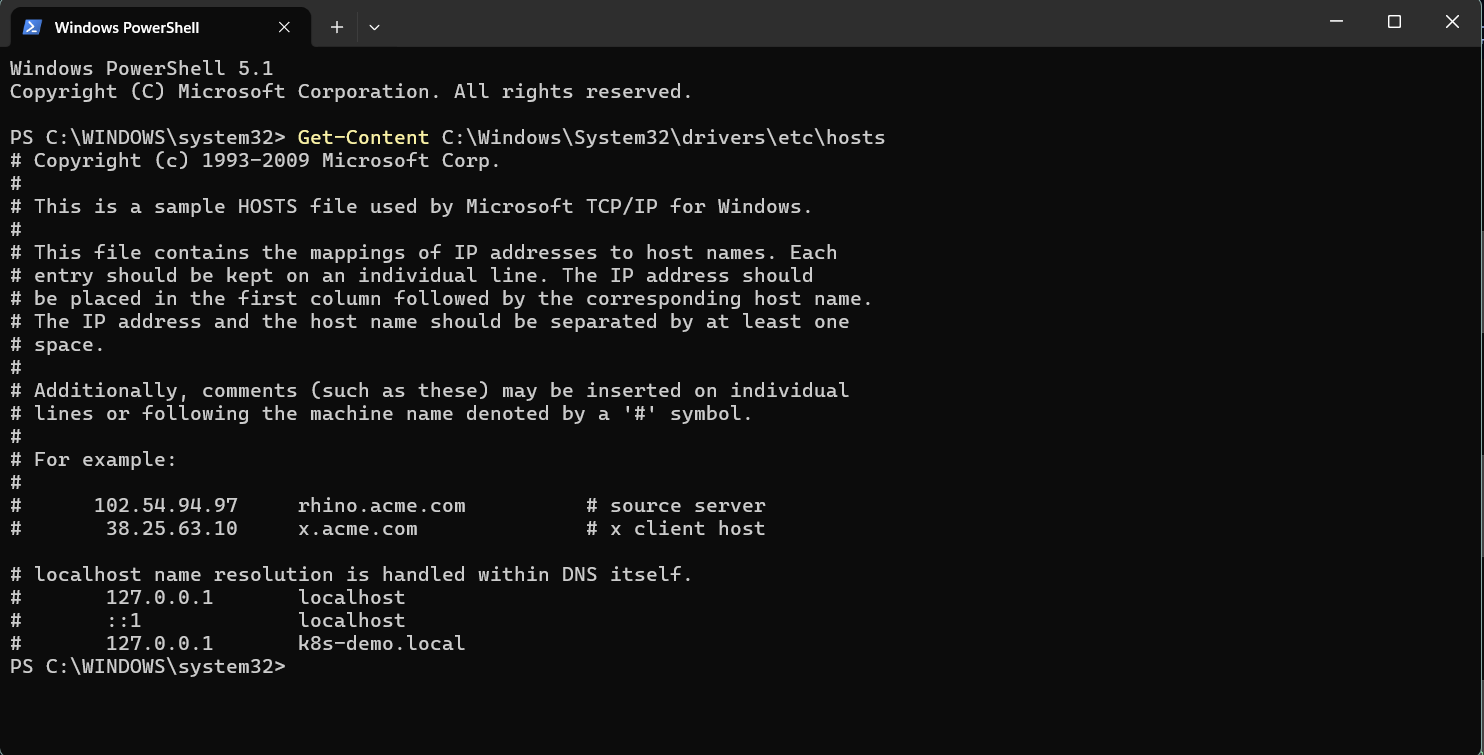 Windows PowerShell
Windows PowerShell 5.1
Copyright (C) Microsoft Corporation. All rights reserved.

PS C:\WINDOWS\system32> Get-Content C:\Windows\System32\drivers\etc\hosts
# Copyright (c) 1993-2009 Microsoft Corp.
#
# This is a sample HOSTS file used by Microsoft TCP/IP for Windows.
#
# This file contains the mappings of IP addresses to host names. Each
# entry should be kept on an individual line. The IP address should
# be placed in the first column followed by the corresponding host name.
# The IP address and the host name should be separated by at least one
# space.
#
# Additionally, comments (such as these) may be inserted on individual
# lines or following the machine name denoted by a '#' symbol.
#
# For example:
#
#      102.54.94.97     rhino.acme.com          # source server
#       38.25.63.10     x.acme.com              # x client host

# localhost name resolution is handled within DNS itself.
#       127.0.0.1       localhost
#       ::1             localhost
#       127.0.0.1       k8s-demo.local
PS C:\WINDOWS\system32>